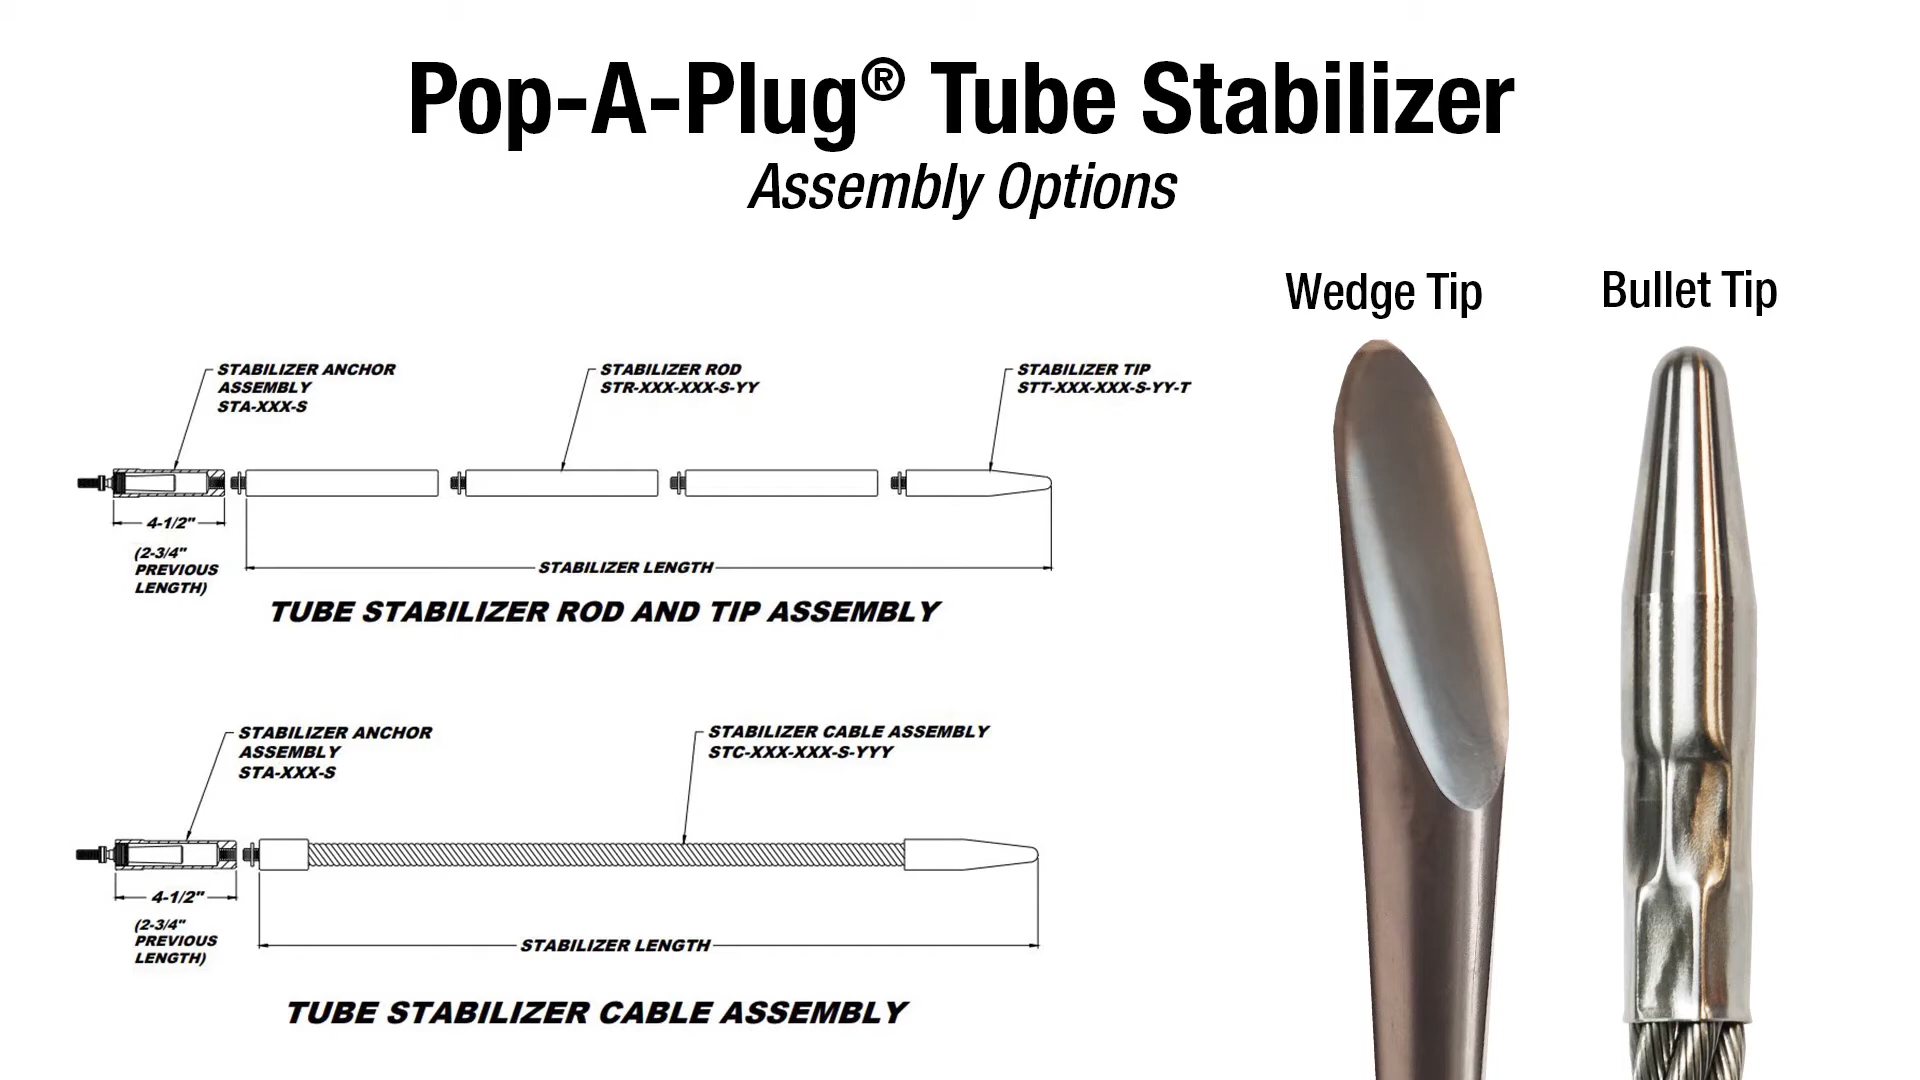 Pop-A-Plug® Tube Stabilizer
Assembly Options
Wedge Tip
Bullet Tip
STABILIZER ANCHOR
ASSEMBLY
STA-XXX-S
STABILIZER ROD
STR-XXX-XXX-S-YY
STABILIZER TIP
STT-XXX-XXX-S-YY-T
4-1/2"
(2-3/4"
PREVIOUS
LENGTH)
STABILIZER LENGTH
TUBE STABILIZER ROD AND TIP ASSEMBLY
STABILIZER ANCHOR
ASSEMBLY
STA-XXX-S
STABILIZER CABLE ASSEMBLY
STC-XXX-XXX-S-YYY
4-1/2"
(2-3/4"
PREVIOUS
LENGTH)
STABILIZER LENGTH
TUBE STABILIZER CABLE ASSEMBLY